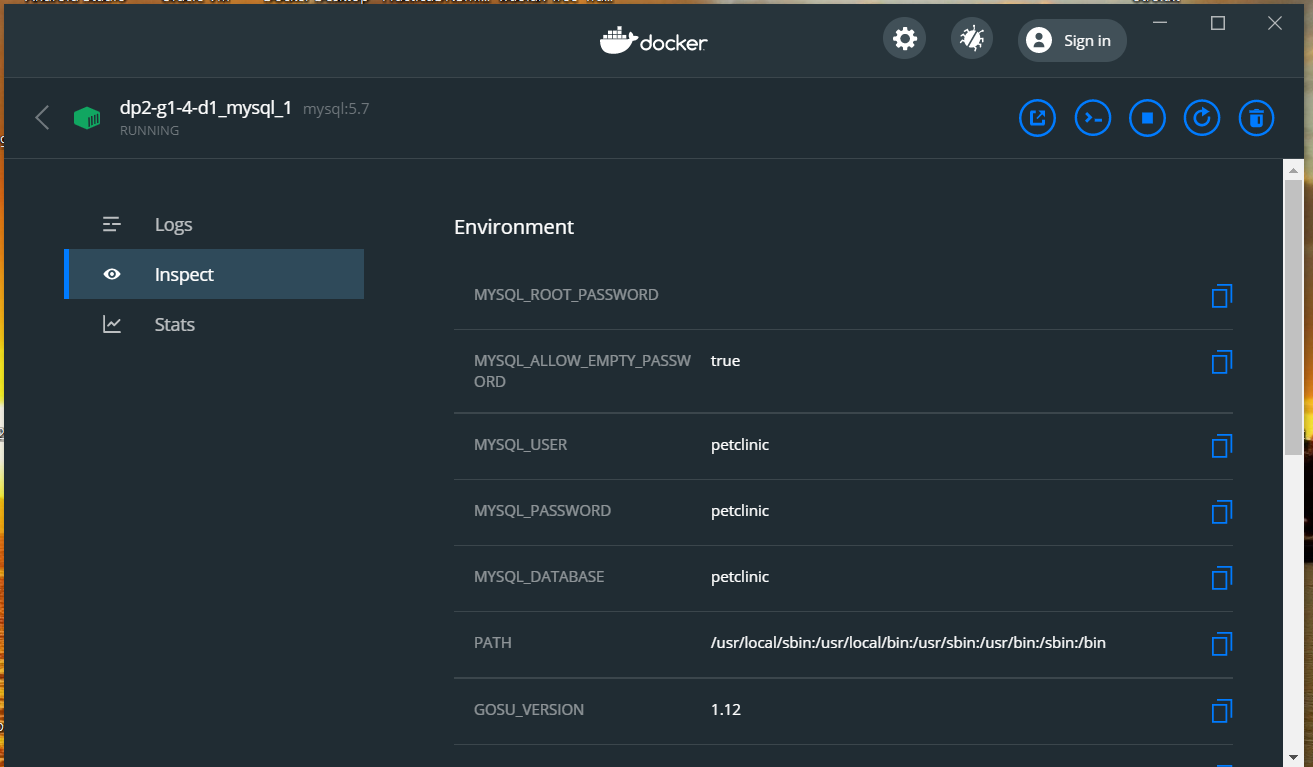 docker
Sign in
dp2-g1-4-d1_mysql_1 mysql:5.7
RUNNING
Logs
Inspect
Stats
Environment
MYSQL_ROOT_PASSWORD
MYSQL_ALLOW_EMPTY_PASSW true
ORD
MYSQL_USER petclinic
MYSQL_PASSWORD petclinic
MYSQL_DATABASE petclinic
PATH /usr/local/sbin:/usr/local/bin:/usr/sbin:/usr/bin:/sbin:/bin
GOSU_VERSION 1.12